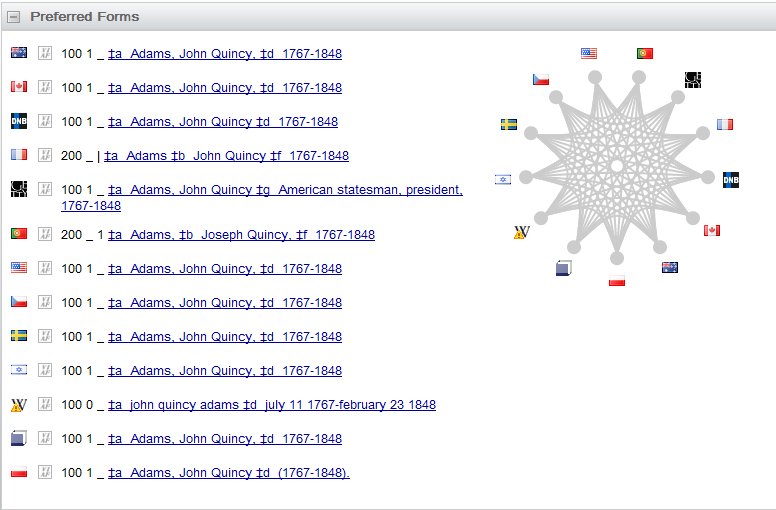 Preferred Forms
100 1 _ ‡a Adams, John Quincy, ‡d 1767-1848
100 1 _ ‡a Adams, John Quincy, ‡d 1767-1848
DNB 100 1 _ ‡a Adams, John Quincy ‡d 1767-1848
200 _ | ‡a Adams ‡b John Quincy ‡f 1767-1848
100 1 _ ‡a Adams, John Quincy ‡g American statesman, president,
1767-1848
200 _ 1 ‡a Adams, ‡b Joseph Quincy, ‡f 1767-1848
100 1 _ ‡a Adams, John Quincy, ‡d 1767-1848
100 1 _ ‡a Adams, John Quincy, ‡d 1767-1848
100 1 _ ‡a Adams, John Quincy, ‡d 1767-1848
100 1 _ ‡a Adams, John Quincy, ‡d 1767-1848
W 100 0 _ ‡a john quincy adams ‡d july 11 1767-february 23 1848
100 1 _ ‡a Adams, John Quincy, ‡d 1767-1848
100 1 _ ‡a Adams, John Quincy ‡d (1767-1848).
DNB
W